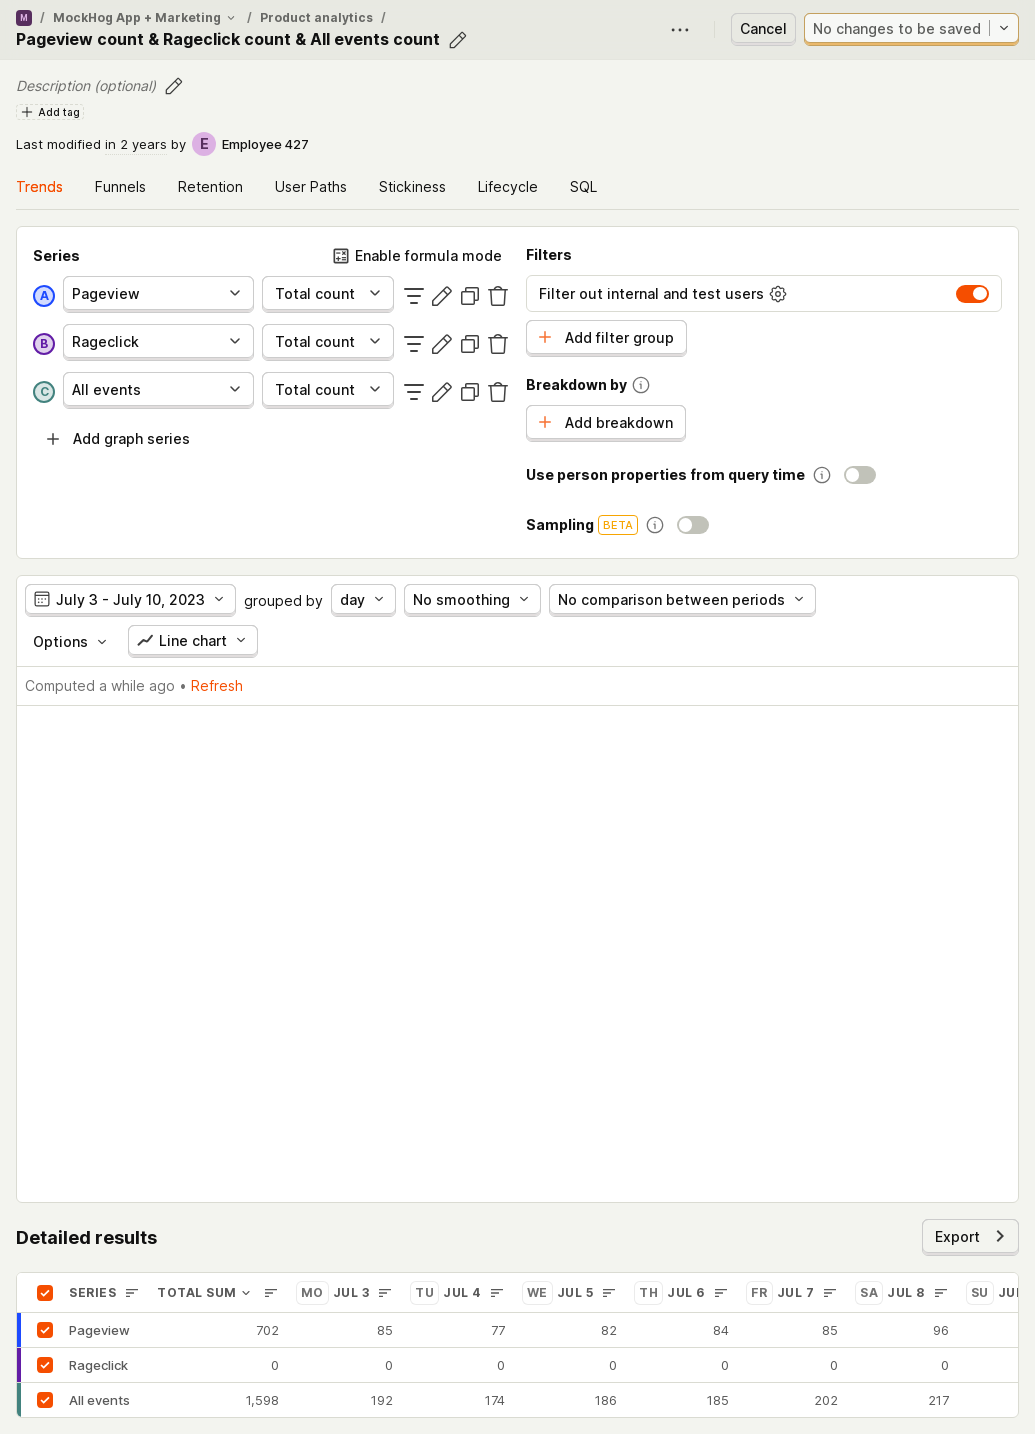 M / MockHog App + Marketing / Product analytics /
Pageview count & Rageclick count & All events count
Cancel
No changes to be saved
Description (optional)
Add tag
Last modified in 2 years by E Employee 427
Trends Funnels Retention User Paths Stickiness Lifecycle SQL
Series
Enable formula mode
A Pageview Total count
B Rageclick Total count
C All events Total count
Add graph series
Filters
Filter out internal and test users
Add filter group
Breakdown by
Add breakdown
Use person properties from query time
Sampling BETA
July 3 - July 10, 2023 grouped by day No smoothing No comparison between periods
Options Line chart
Computed a while ago • Refresh
Detailed results
Export
SERIES TOTAL SUM MO JUL 3 TU JUL 4 WE JUL 5 TH JUL 6 FR JUL 7 SA JUL 8 SU
Pageview 702 85 77 82 84 85 96
Rageclick 0 0 0 0 0 0 0
All events 1,598 192 174 186 185 202 217